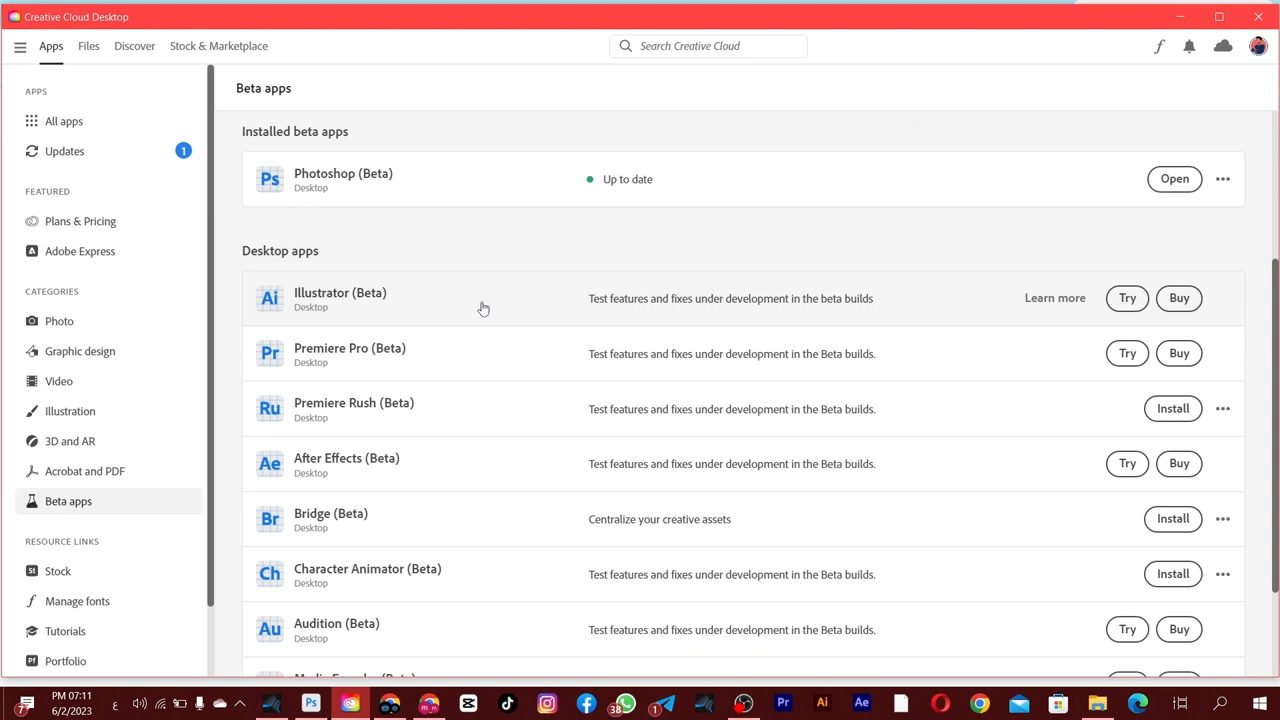 Creative Cloud Desktop
Apps Files Discover Stock & Marketplace
Search Creative Cloud
APPS
All apps
Updates 1
FEATURED
Plans & Pricing
Adobe Express
CATEGORIES
Photo
Graphic design
Video
Illustration
3D and AR
Acrobat and PDF
Beta apps
RESOURCE LINKS
St Stock
Manage fonts
Tutorials
Pf Portfolio
Beta apps
Installed beta apps
Ps Photoshop (Beta)
Desktop
Up to date
Open
Desktop apps
Ai Illustrator (Beta)
Desktop
Test features and fixes under development in the beta builds
Learn more Try Buy
Pr Premiere Pro (Beta)
Desktop
Test features and fixes under development in the Beta builds.
Try Buy
Ru Premiere Rush (Beta)
Desktop
Test features and fixes under development in the Beta builds.
Install
Ae After Effects (Beta)
Desktop
Test features and fixes under development in the Beta builds.
Try Buy
Br Bridge (Beta)
Desktop
Centralize your creative assets
Install
Ch Character Animator (Beta)
Desktop
Test features and fixes under development in the Beta builds.
Install
Au Audition (Beta)
Desktop
Test features and fixes under development in the Beta builds.
Try Buy
7
PM 07:11
6/2/2023
ع
Ps
38
1
Pr
Ai
Ae